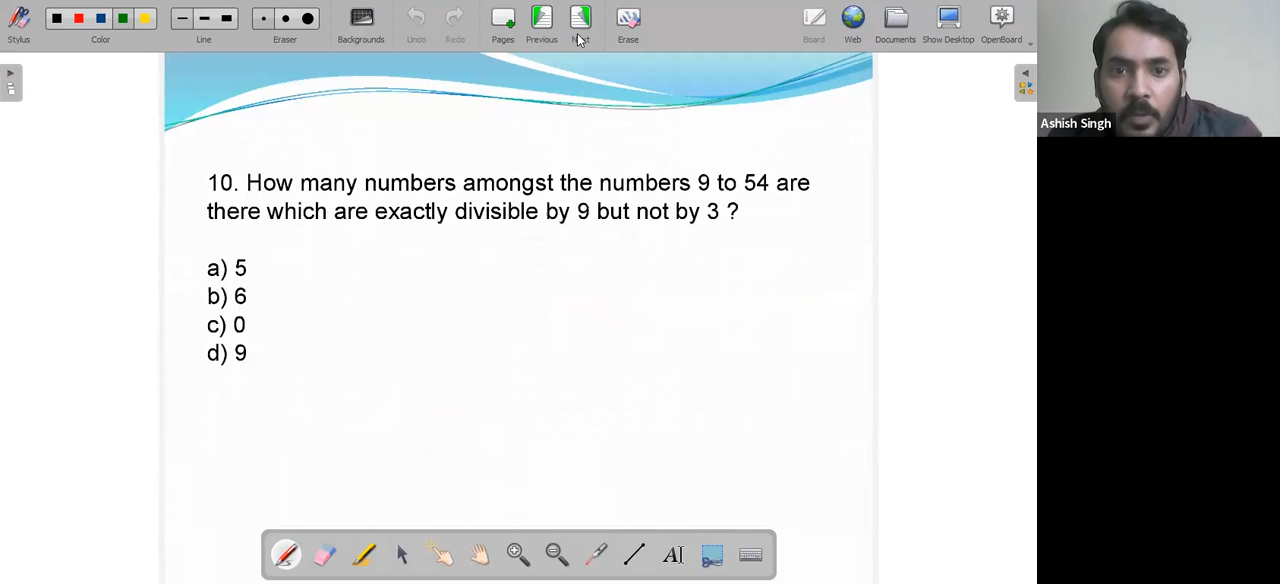 Stylus
Color
Line
Eraser
Backgrounds
Undo
Redo
Pages
Previous
Erase
Board
Web
Documents
Show Desktop
OpenBoard
Ashish Singh
10. How many numbers amongst the numbers 9 to 54 are
there which are exactly divisible by 9 but not by 3 ?
a) 5
b) 6
c) 0
d) 9